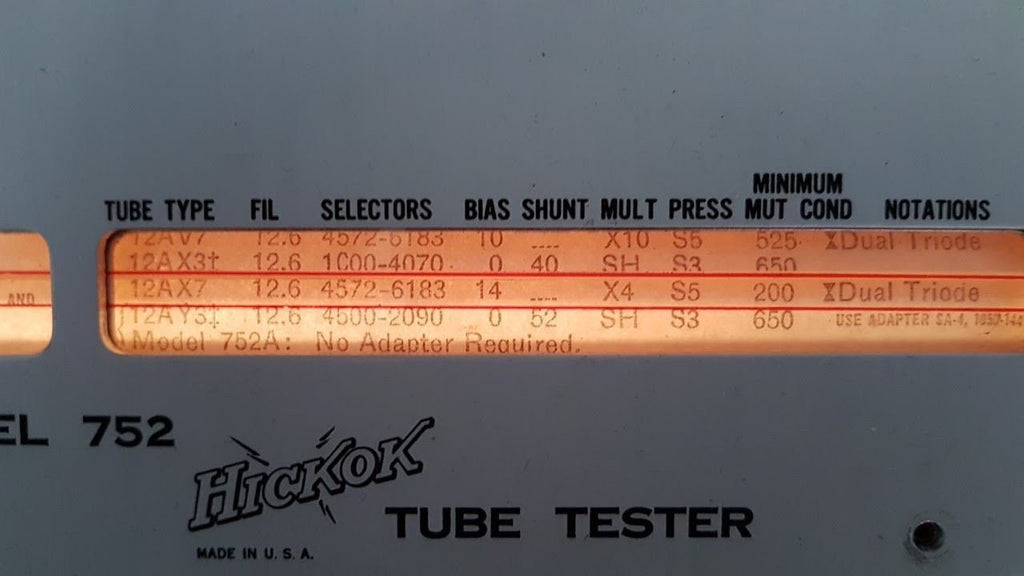 MINIMUM
TUBE TYPE FIL SELECTORS BIAS SHUNT MULT PRESS MUT COND NOTATIONS
12AV7 12.6 4572-6183 10 ---- X10 S5 525 Dual Triode
12AX3† 12.6 1C00-4070 0 40 SH S3 650
AND
12AX7 12.6 4572-6183 14 ---- X4 S5 200 Dual Triode
12AY3‡ 12.6 4500-2090 0 52 SH S3 650 USE ADAPTER SA-4,
(Model 752A: No Adapter Required.
EL 752
HICKOK
TUBE TESTER
MADE IN U.S.A.